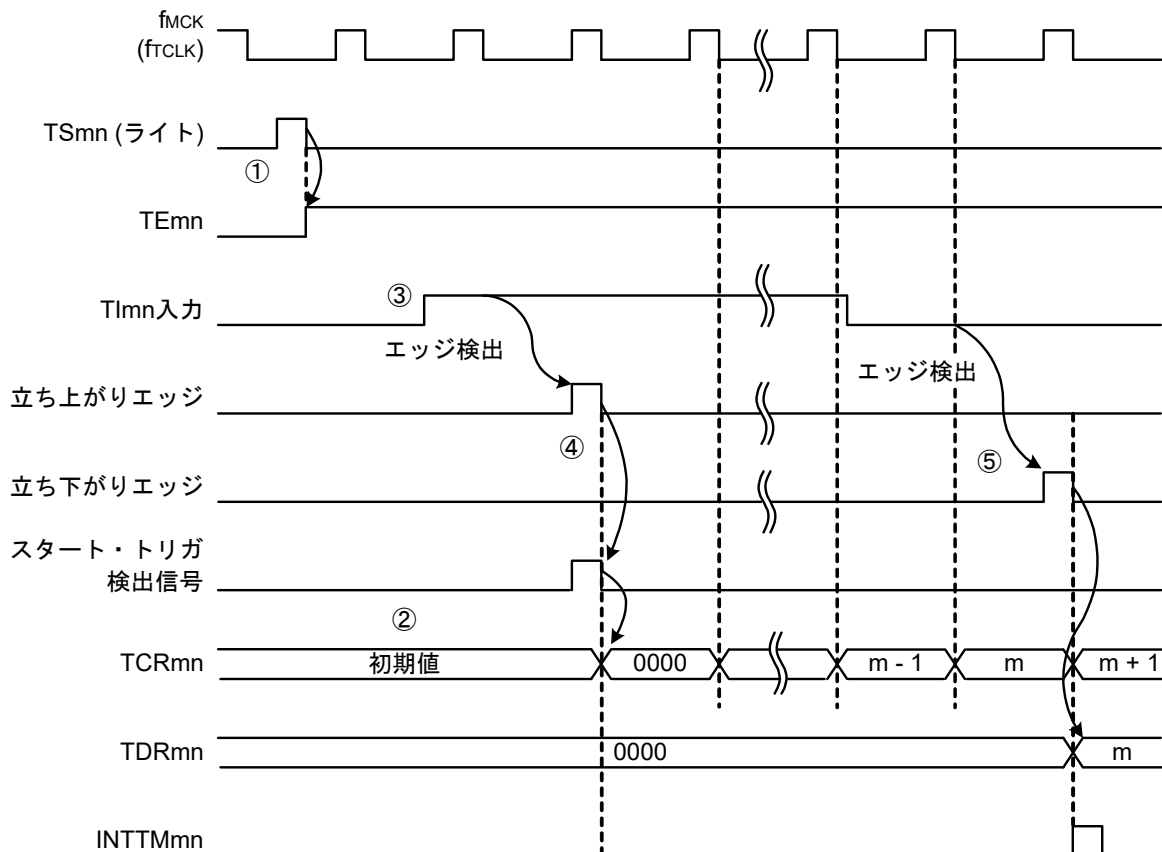 fMCK
(fTCLK)
TSmn (ライト)
①
TEmn
TImn入力
③
エッジ検出
エッジ検出
立ち上がりエッジ
④
⑤
立ち下がりエッジ
スタート・トリガ
検出信号
②
TCRmn
初期値
0000
m - 1
m
m + 1
TDRmn
0000
m
INTTMmn